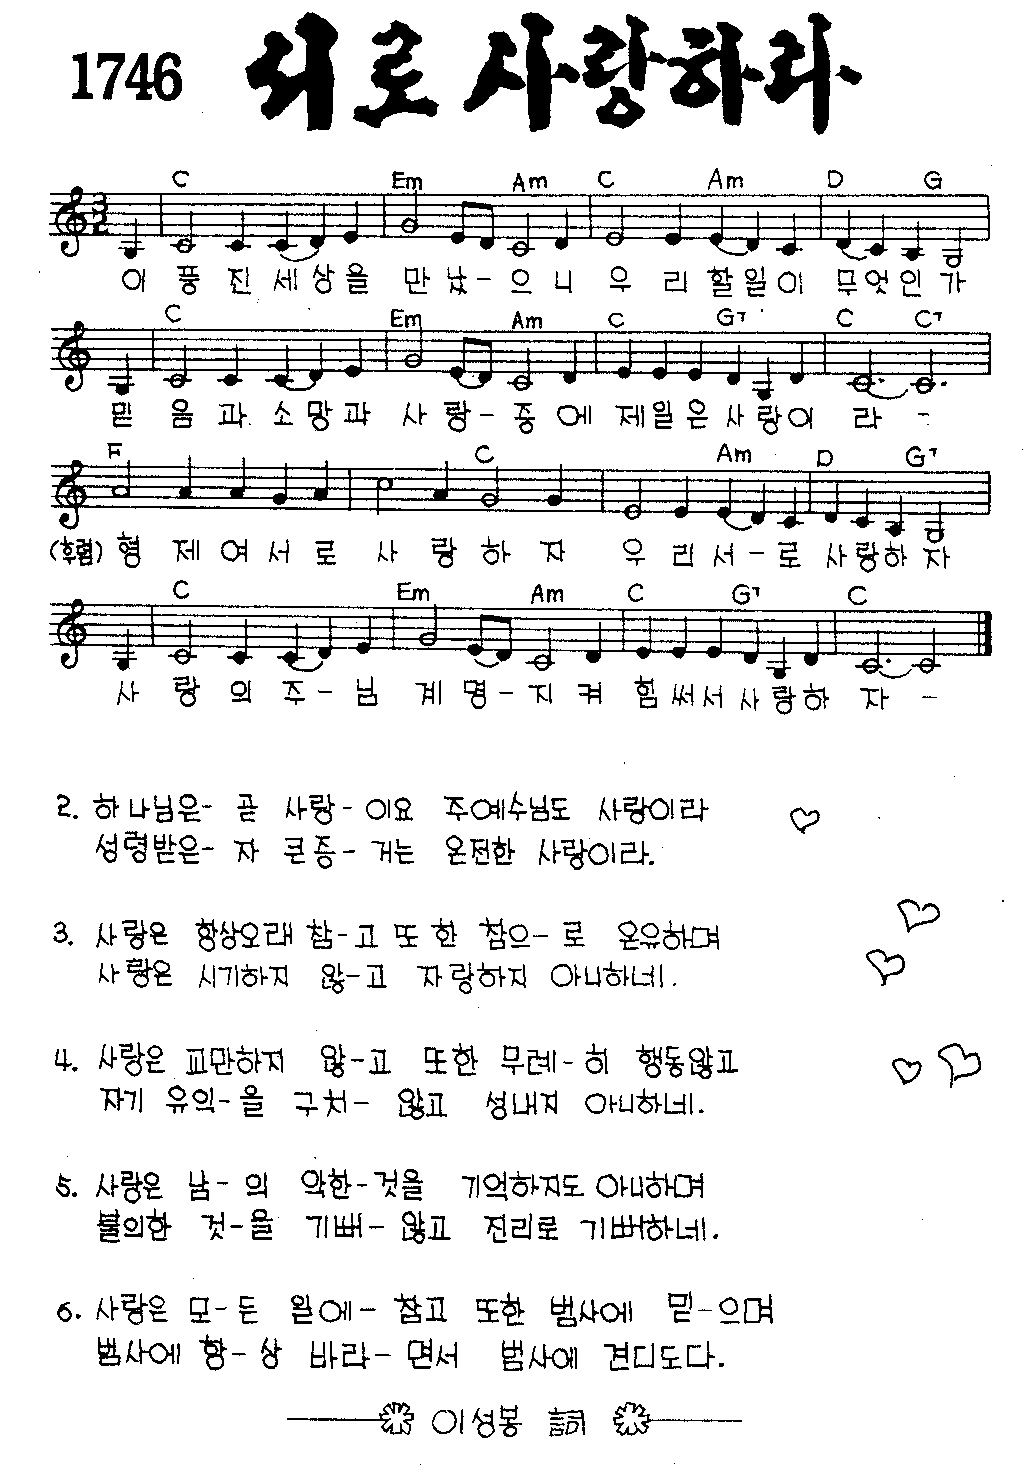 1746 서로 사랑하라
C Em Am C Am D G
이 풍 진 세 상 을 만 났 - 으 니 우 리 할 일 이 무 엇 인 가
C Em Am C G7 C C7
믿 음 과 소 망 과 사 랑 - 중 에 제 일 은 사 랑 이 라 -
F C Am D G7
(후렴) 형 제 여 서 로 사 랑 하 자 우 리 서 - 로 사 랑 하 자
C Em Am C G7 C
사 랑 의 주 - 님 계 명 - 지 켜 힘 써 서 사 랑 하 자 -
2. 하나님은- 곧 사랑-이요 주예수님도 사랑이라
성령받은- 자 큰증-거는 온전한 사랑이라.
3. 사랑은 항상오래 참-고 또 한 참으-로 온유하며
사랑은 시기하지 않-고 자랑하지 아니하네.
4. 사랑은 교만하지 않-고 또한 무례-히 행동않고
자기 유익-을 구치- 않고 성내지 아니하네.
5. 사랑은 남-의 악한-것을 기억하지도 아니하며
불의한 것-을 기뻐-않고 진리로 기뻐하네.
6. 사랑은 모-든 일에- 참고 또한 범사에 믿-으며
범사에 항-상 바라-면서 범사에 견디도다.
이성봉 詞